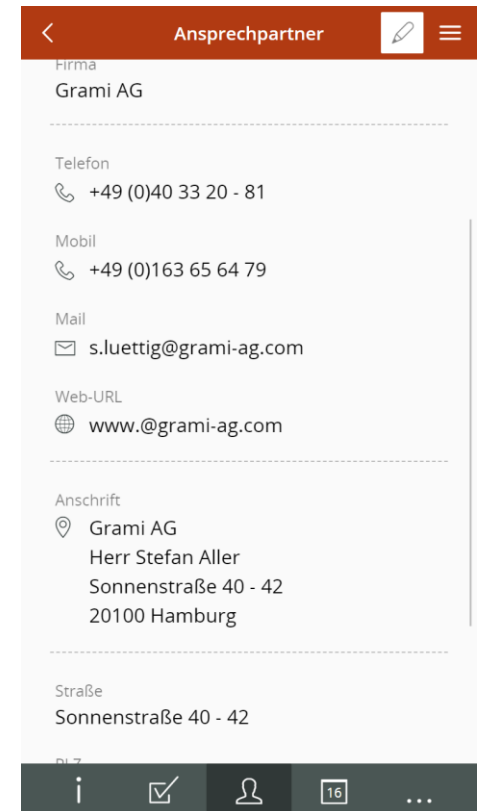 Ansprechpartner
Firma
Grami AG
Telefon
+49 (0)40 33 20 - 81
Mobil
+49 (0)163 65 64 79
Mail
s.luettig@grami-ag.com
Web-URL
www.@grami-ag.com
Anschrift
Grami AG
Herr Stefan Aller
Sonnenstraße 40 - 42
20100 Hamburg
Straße
Sonnenstraße 40 - 42
PLZ
16